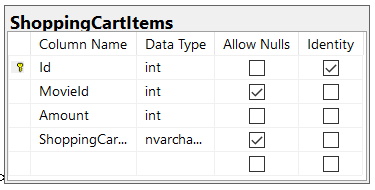 ShoppingCartItems
Column Name Data Type Allow Nulls Identity
Id int
MovieId int
Amount int
ShoppingCar... nvarcha...